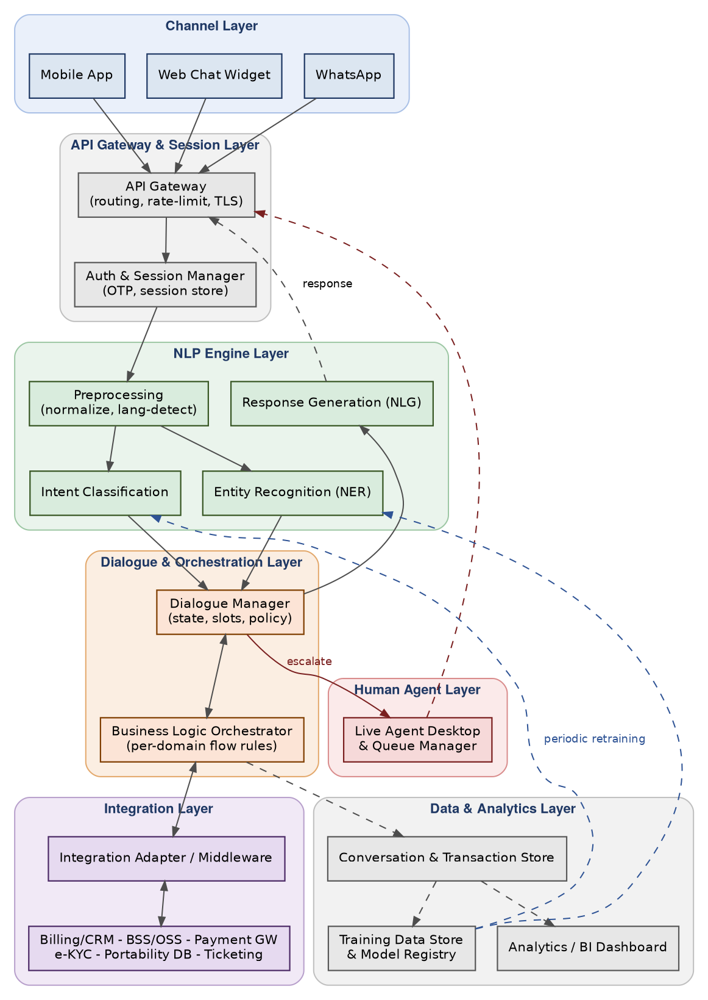 Channel Layer
Mobile App
Web Chat Widget
WhatsApp
API Gateway & Session Layer
API Gateway
(routing, rate-limit, TLS)
Auth & Session Manager
(OTP, session store)
response
NLP Engine Layer
Preprocessing
(normalize, lang-detect)
Response Generation (NLG)
Intent Classification
Entity Recognition (NER)
Dialogue & Orchestration Layer
Dialogue Manager
(state, slots, policy)
escalate
Human Agent Layer
Business Logic Orchestrator
(per-domain flow rules)
Live Agent Desktop
& Queue Manager
periodic retraining
Integration Layer
Integration Adapter / Middleware
Billing/CRM - BSS/OSS - Payment GW
e-KYC - Portability DB - Ticketing
Data & Analytics Layer
Conversation & Transaction Store
Training Data Store
& Model Registry
Analytics / BI Dashboard